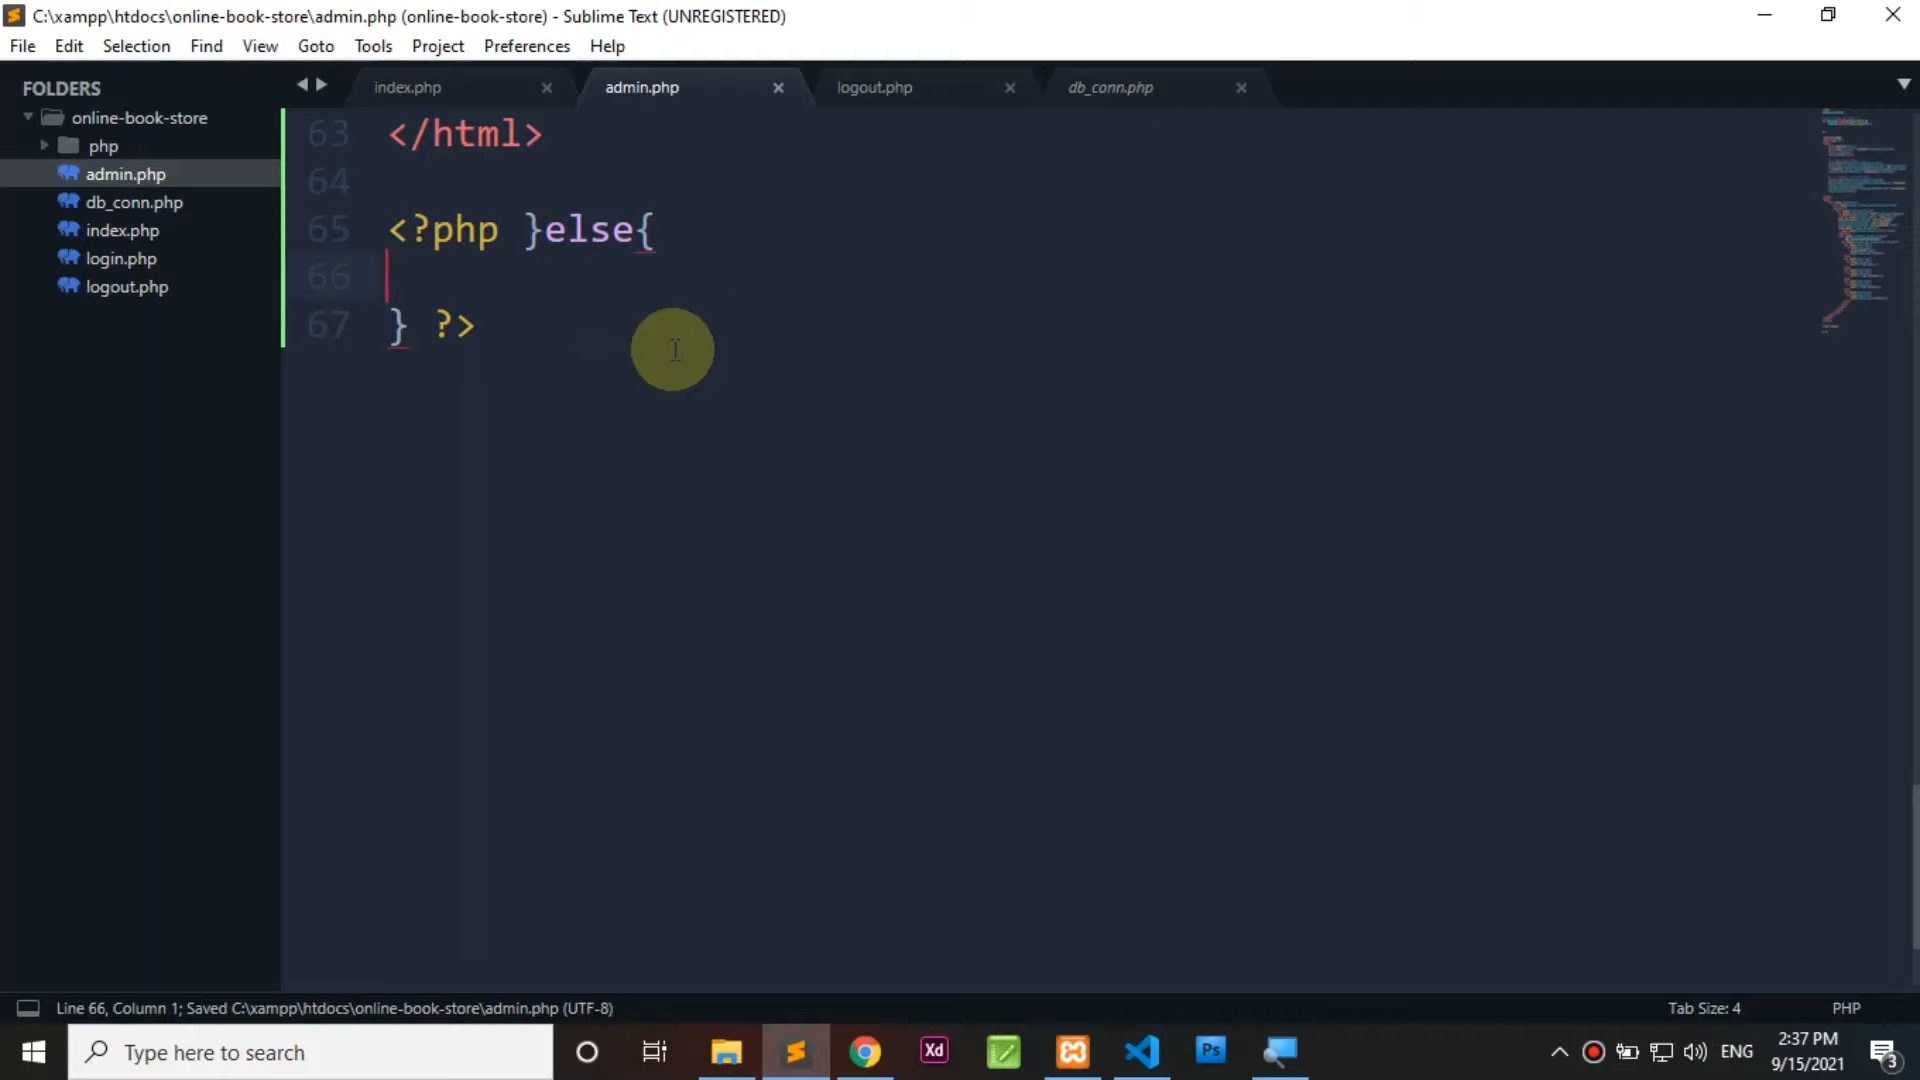 C:\xampp\htdocs\online-book-store\admin.php (online-book-store) - Sublime Text (UNREGISTERED)
File Edit Selection Find View Goto Tools Project Preferences Help
FOLDERS
online-book-store
php
admin.php
db_conn.php
index.php
login.php
logout.php
index.php admin.php logout.php db_conn.php
63 </html>
64
65 <?php }else{
66
67 } ?>
Line 66, Column 1; Saved C:\xampp\htdocs\online-book-store\admin.php (UTF-8) Tab Size: 4 PHP
Type here to search
Xd
Ps
ENG
2:37 PM
9/15/2021
3